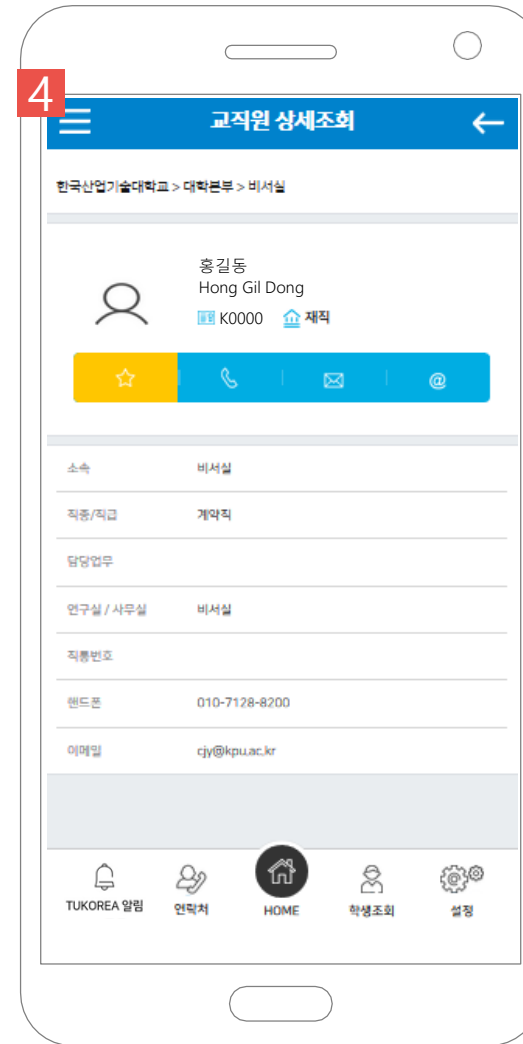 4
교직원 상세조회
한국산업기술대학교 > 대학본부 > 비서실
홍길동
Hong Gil Dong
K0000 재직
@
소속 비서실
직종/직급 계약직
담당업무
연구실 / 사무실 비서실
직통번호
핸드폰 010-7128-8200
이메일 cjy@kpu.ac.kr
TUKOREA 알림 연락처 HOME 학생조회 설정